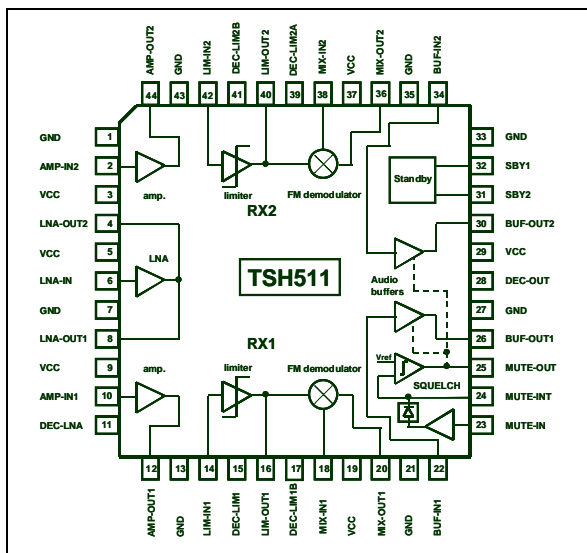 AMP-OUT2
GND
LIM-IN2
DEC-LIM2B
LIM-OUT2
DEC-LIM2A
MIX-IN2
VCC
MIX-OUT2
GND
BUF-IN2
44 43 42 41 40 39 38 37 36 35 34
GND 1
AMP-IN2 2
VCC 3
LNA-OUT2 4
VCC 5
LNA-IN 6
GND 7
LNA-OUT1 8
VCC 9
AMP-IN1 10
DEC-LNA 11
amp.
limiter
FM demodulator
RX2
Standby
LNA
TSH511
Audio
buffers
RX1
amp.
limiter
FM demodulator
Vref
SQUELCH
33 GND
32 SBY1
31 SBY2
30 BUF-OUT2
29 VCC
28 DEC-OUT
27 GND
26 BUF-OUT1
25 MUTE-OUT
24 MUTE-INT
23 MUTE-IN
12 13 14 15 16 17 18 19 20 21 22
AMP-OUT1
GND
LIM-IN1
DEC-LIM1
LIM-OUT1
DEC-LIM1B
MIX-IN1
VCC
MIX-OUT1
GND
BUF-IN1